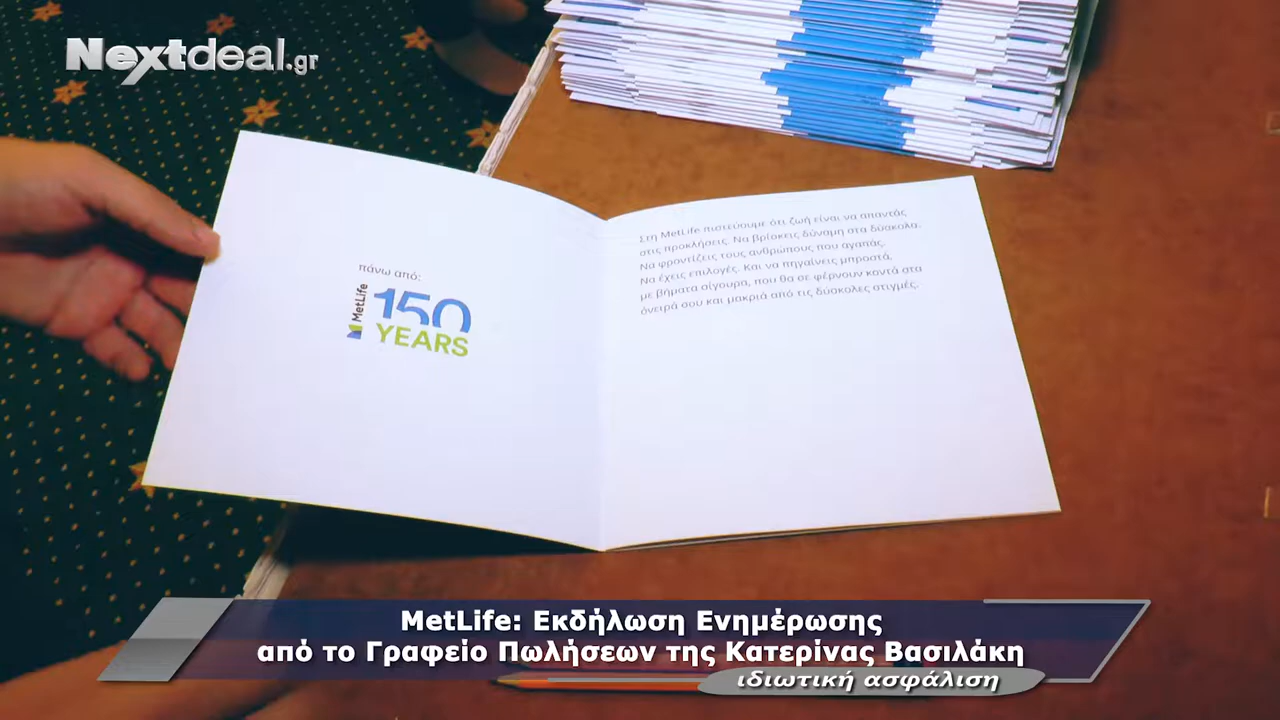 Nextdeal.gr
πάνω από:
MetLife
150
YEARS
Στη MetLife πιστεύουμε ότι ζωή είναι να απαντάς
στις προκλήσεις. Να βρίσκεις δύναμη στα δύσκολα.
Να φροντίζεις τους ανθρώπους που αγαπάς.
Να έχεις επιλογές. Και να πηγαίνεις μπροστά,
με βήματα σίγουρα, που θα σε φέρνουν κοντά στα
όνειρά σου και μακριά από τις δύσκολες στιγμές.
MetLife: Εκδήλωση Ενημέρωσης
από το Γραφείο Πωλήσεων της Κατερίνας Βασιλάκη
ιδιωτική ασφάλιση